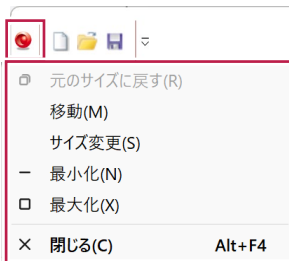 元のサイズに戻す(R)
移動(M)
サイズ変更(S)
最小化(N)
最大化(X)
閉じる(C) Alt+F4